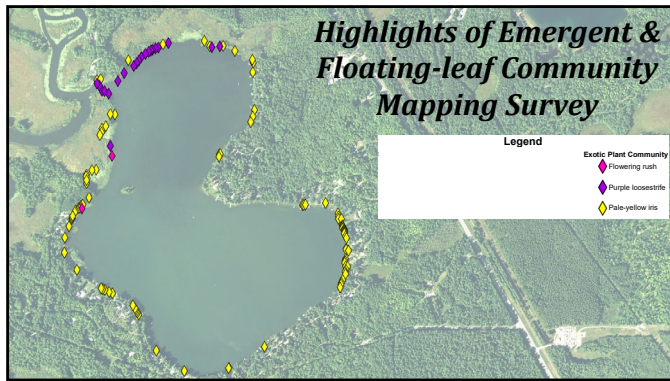 Highlights of Emergent &
Floating-leaf Community
Mapping Survey
Legend
Exotic Plant Community
Flowering rush
Purple loosestrife
Pale-yellow iris